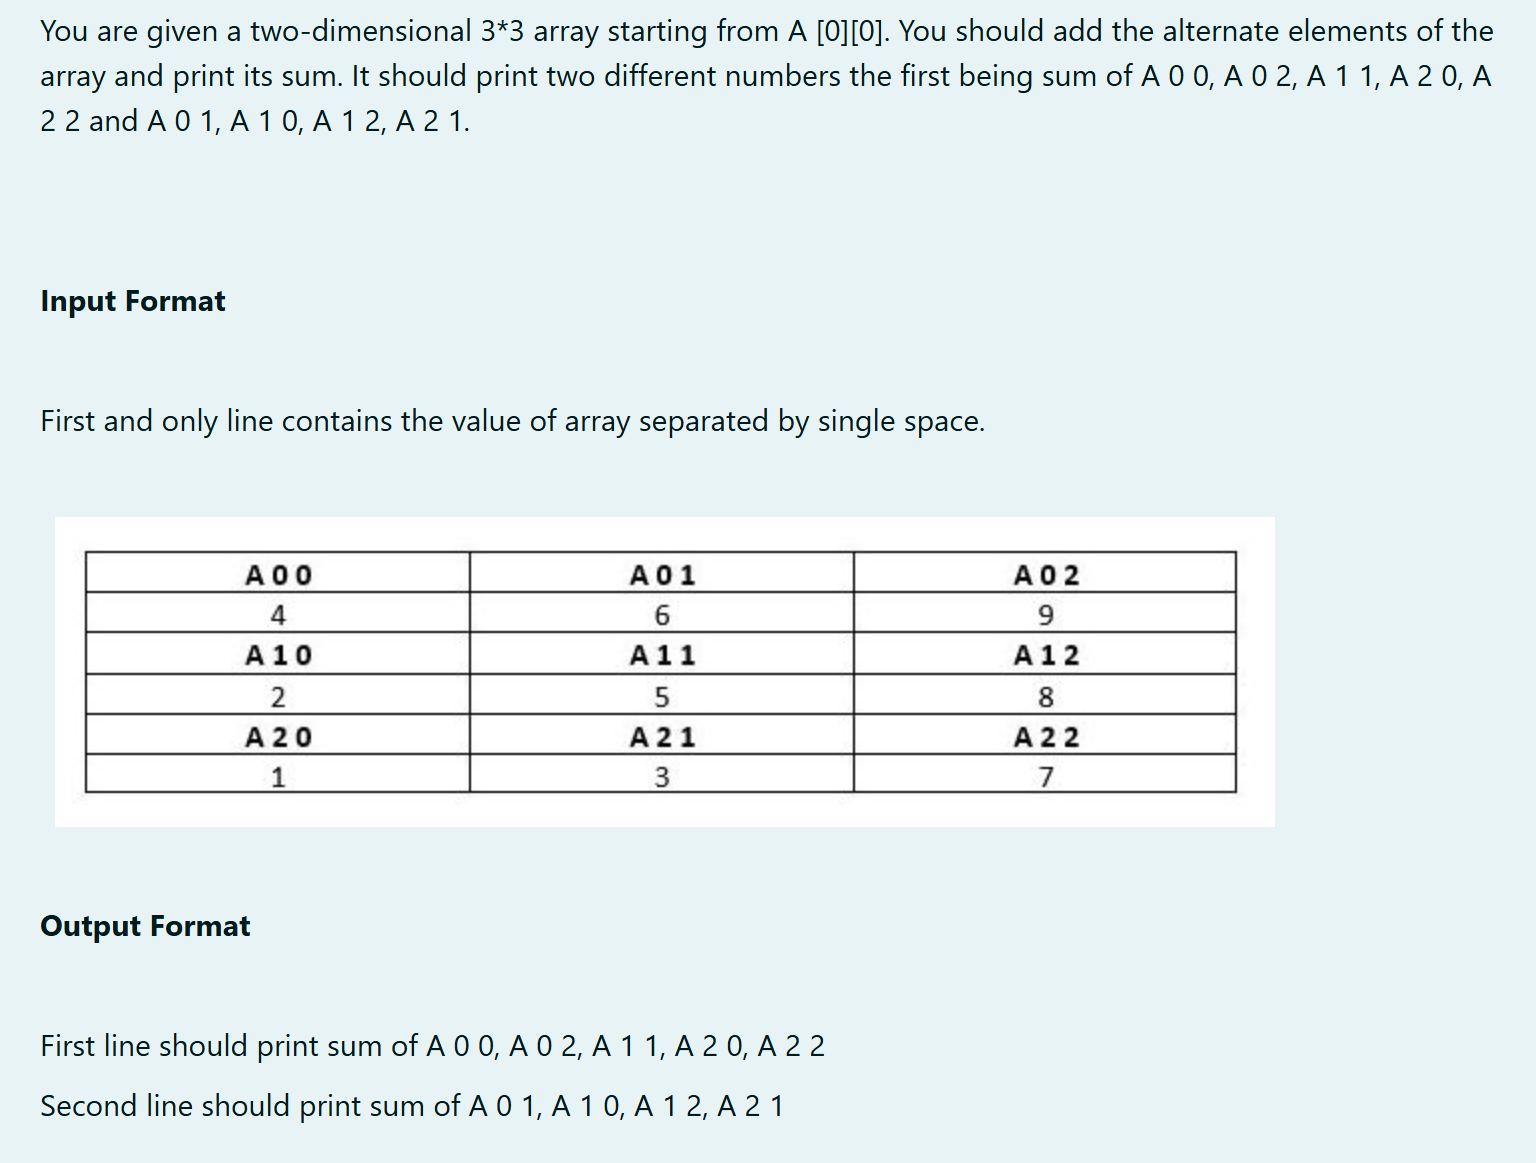 You are given a two-dimensional 3*3 array starting from A [0][0]. You should add the alternate elements of the
array and print its sum. It should print two different numbers the first being sum of A 0 0, A 0 2, A 1 1, A 2 0, A
2 2 and A 0 1, A 1 0, A 1 2, A 2 1.
Input Format
First and only line contains the value of array separated by single space.
A 0 0 A 0 1 A 0 2
4 6 9
A 1 0 A 1 1 A 1 2
2 5 8
A 2 0 A 2 1 A 2 2
1 3 7
Output Format
First line should print sum of A 0 0, A 0 2, A 1 1, A 2 0, A 2 2
Second line should print sum of A 0 1, A 1 0, A 1 2, A 2 1